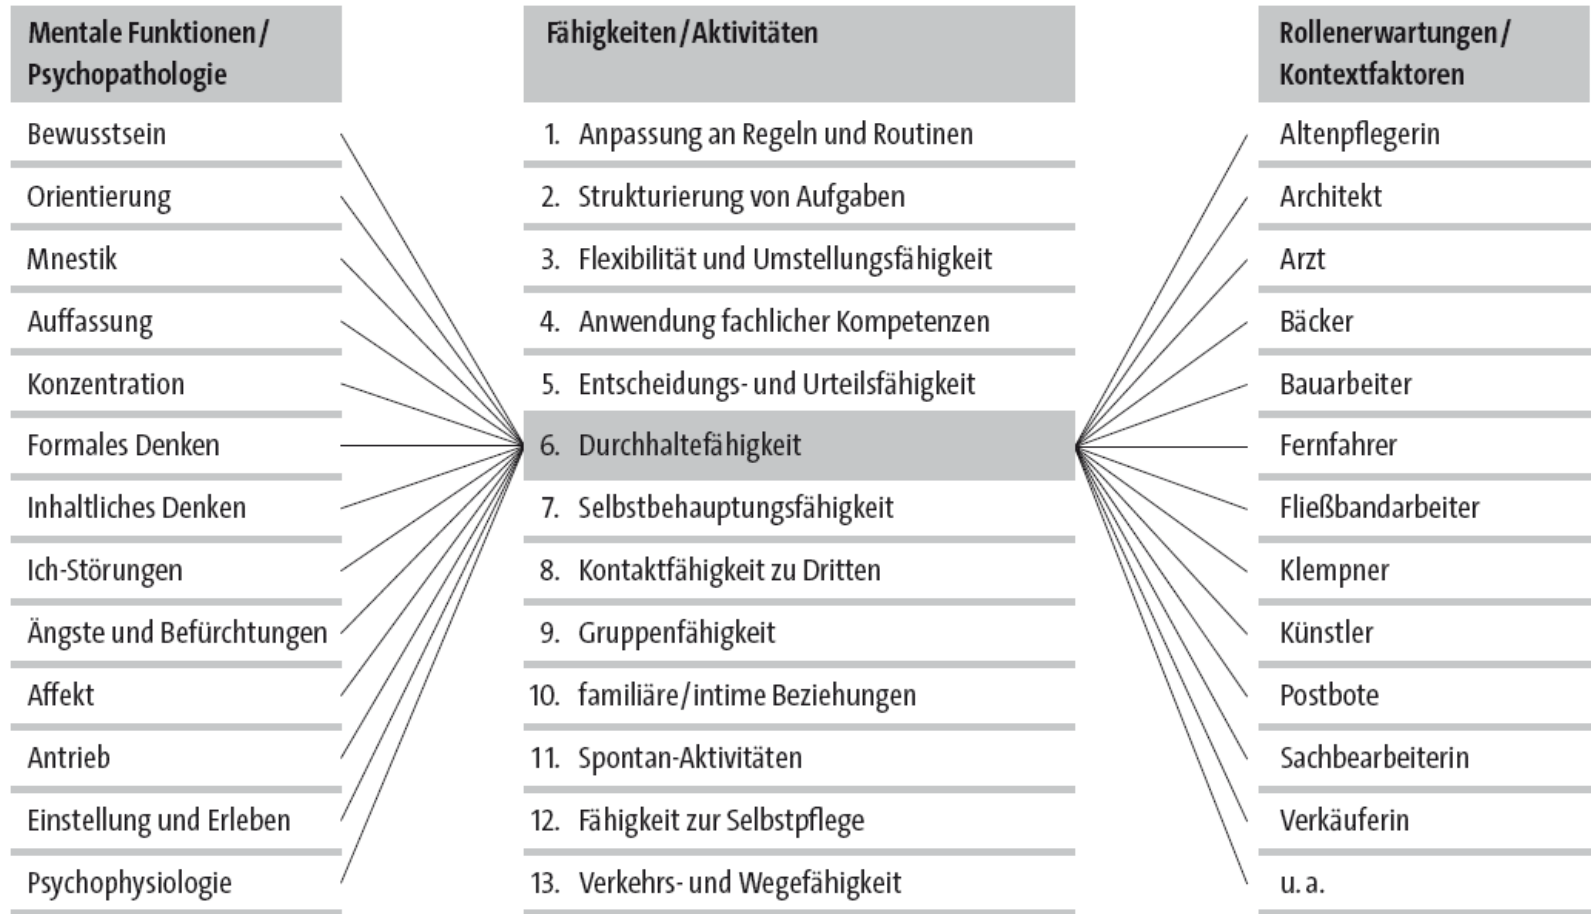 Mentale Funktionen/
Psychopathologie
Bewusstsein
Orientierung
Mnestik
Auffassung
Konzentration
Formales Denken
Inhaltliches Denken
Ich-Störungen
Ängste und Befürchtungen
Affekt
Antrieb
Einstellung und Erleben
Psychophysiologie
Fähigkeiten/Aktivitäten
1. Anpassung an Regeln und Routinen
2. Strukturierung von Aufgaben
3. Flexibilität und Umstellungsfähigkeit
4. Anwendung fachlicher Kompetenzen
5. Entscheidungs- und Urteilsfähigkeit
6. Durchhaltefähigkeit
7. Selbstbehauptungsfähigkeit
8. Kontaktfähigkeit zu Dritten
9. Gruppenfähigkeit
10. familiäre/intime Beziehungen
11. Spontan-Aktivitäten
12. Fähigkeit zur Selbstpflege
13. Verkehrs- und Wegefähigkeit
Rollenerwartungen/
Kontextfaktoren
Altenpflegerin
Architekt
Arzt
Bäcker
Bauarbeiter
Fernfahrer
Fließbandarbeiter
Klempner
Künstler
Postbote
Sachbearbeiterin
Verkäuferin
u. a.